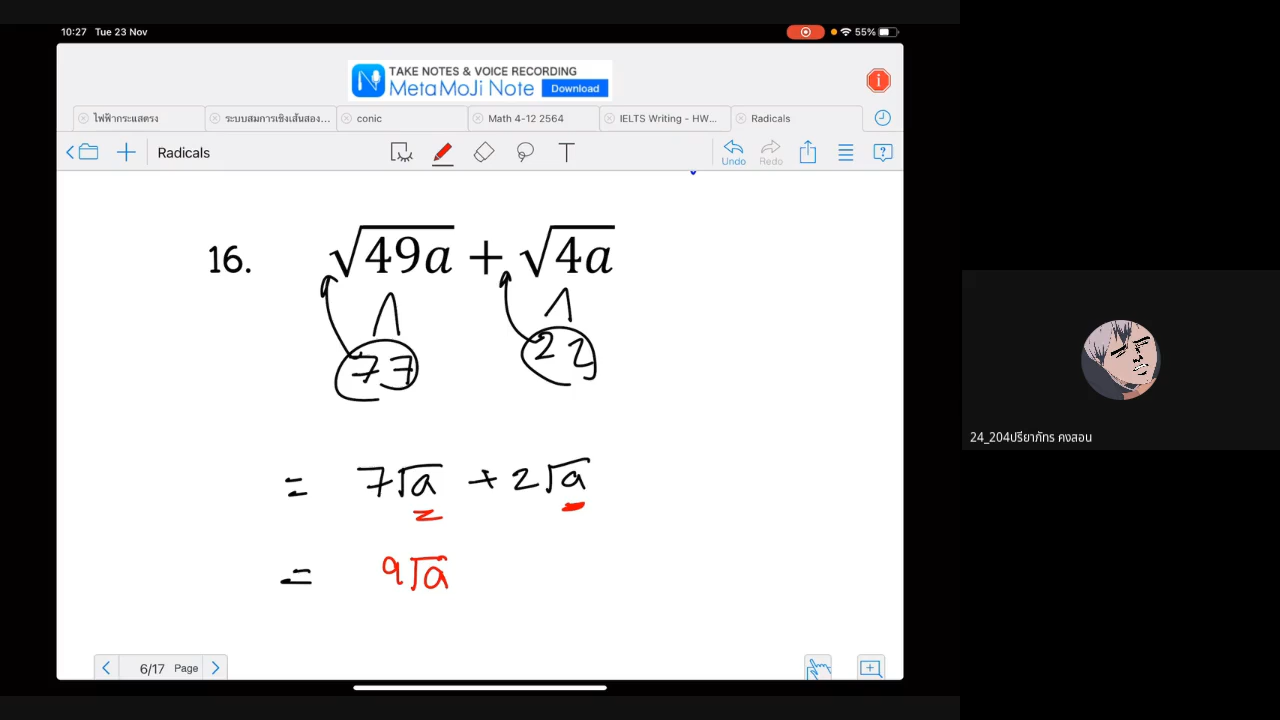 10:27 Tue 23 Nov
55%
TAKE NOTES & VOICE RECORDING
MetaMoJi Note Download
ไฟฟ้ากระแสตรง
ระบบสมการเชิงเส้นสอง...
conic
Math 4-12 2564
IELTS Writing - HW...
Radicals
Radicals
T
Undo
Redo
16. √49a + √4a
77 22
= 7√a + 2√a
= 9√a
6/17 Page
24_204ปรียาภัทร คงสอน